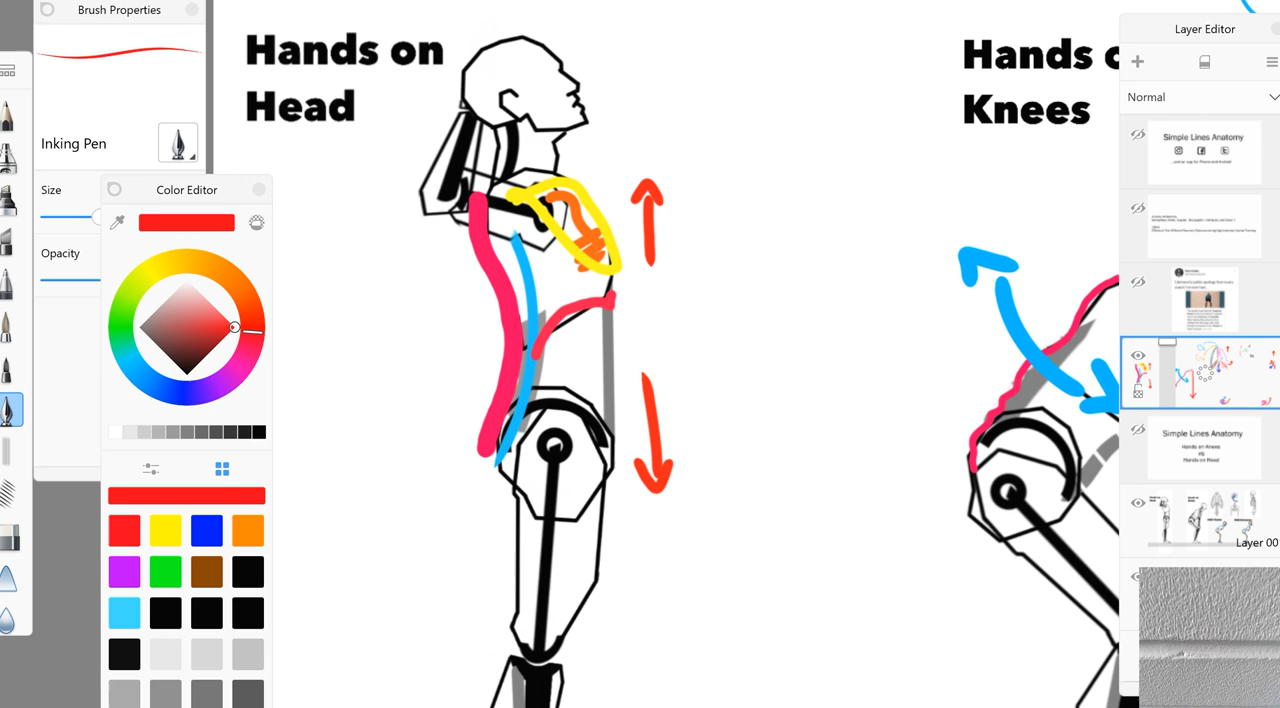 Brush Properties
Inking Pen
Size
Opacity
Color Editor
Hands on
Head
Hands
Knees
Layer Editor
Normal
Simple Lines Anatomy
Simple Lines Anatomy
Hands on Knees
vs
Hands on Head
Layer 00